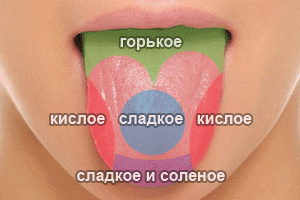 горькое
кислое сладкое кислое
сладкое и соленое